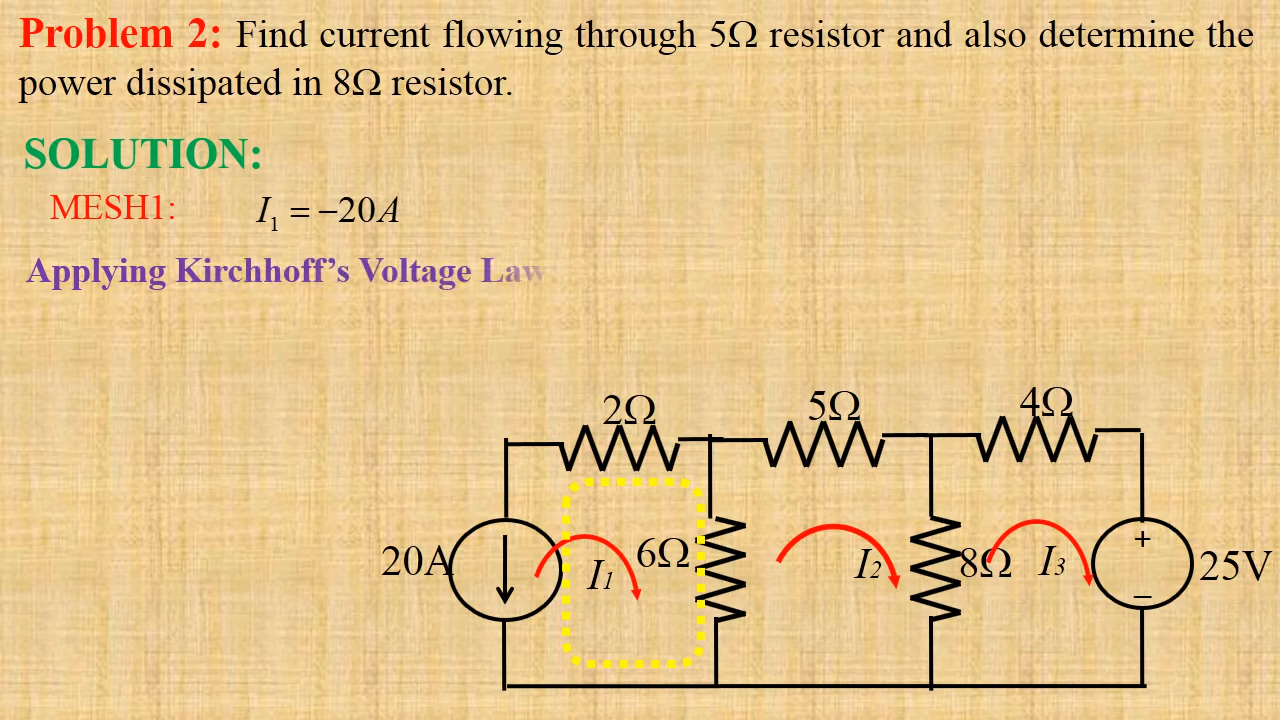 Problem 2: Find current flowing through 5Ω resistor and also determine the
power dissipated in 8Ω resistor.
SOLUTION:
MESH1: I₁ = −20A
Applying Kirchhoff’s Voltage Law
2Ω 5Ω 4Ω
20A I₁ 6Ω I₂ 8Ω I₃ + − 25V